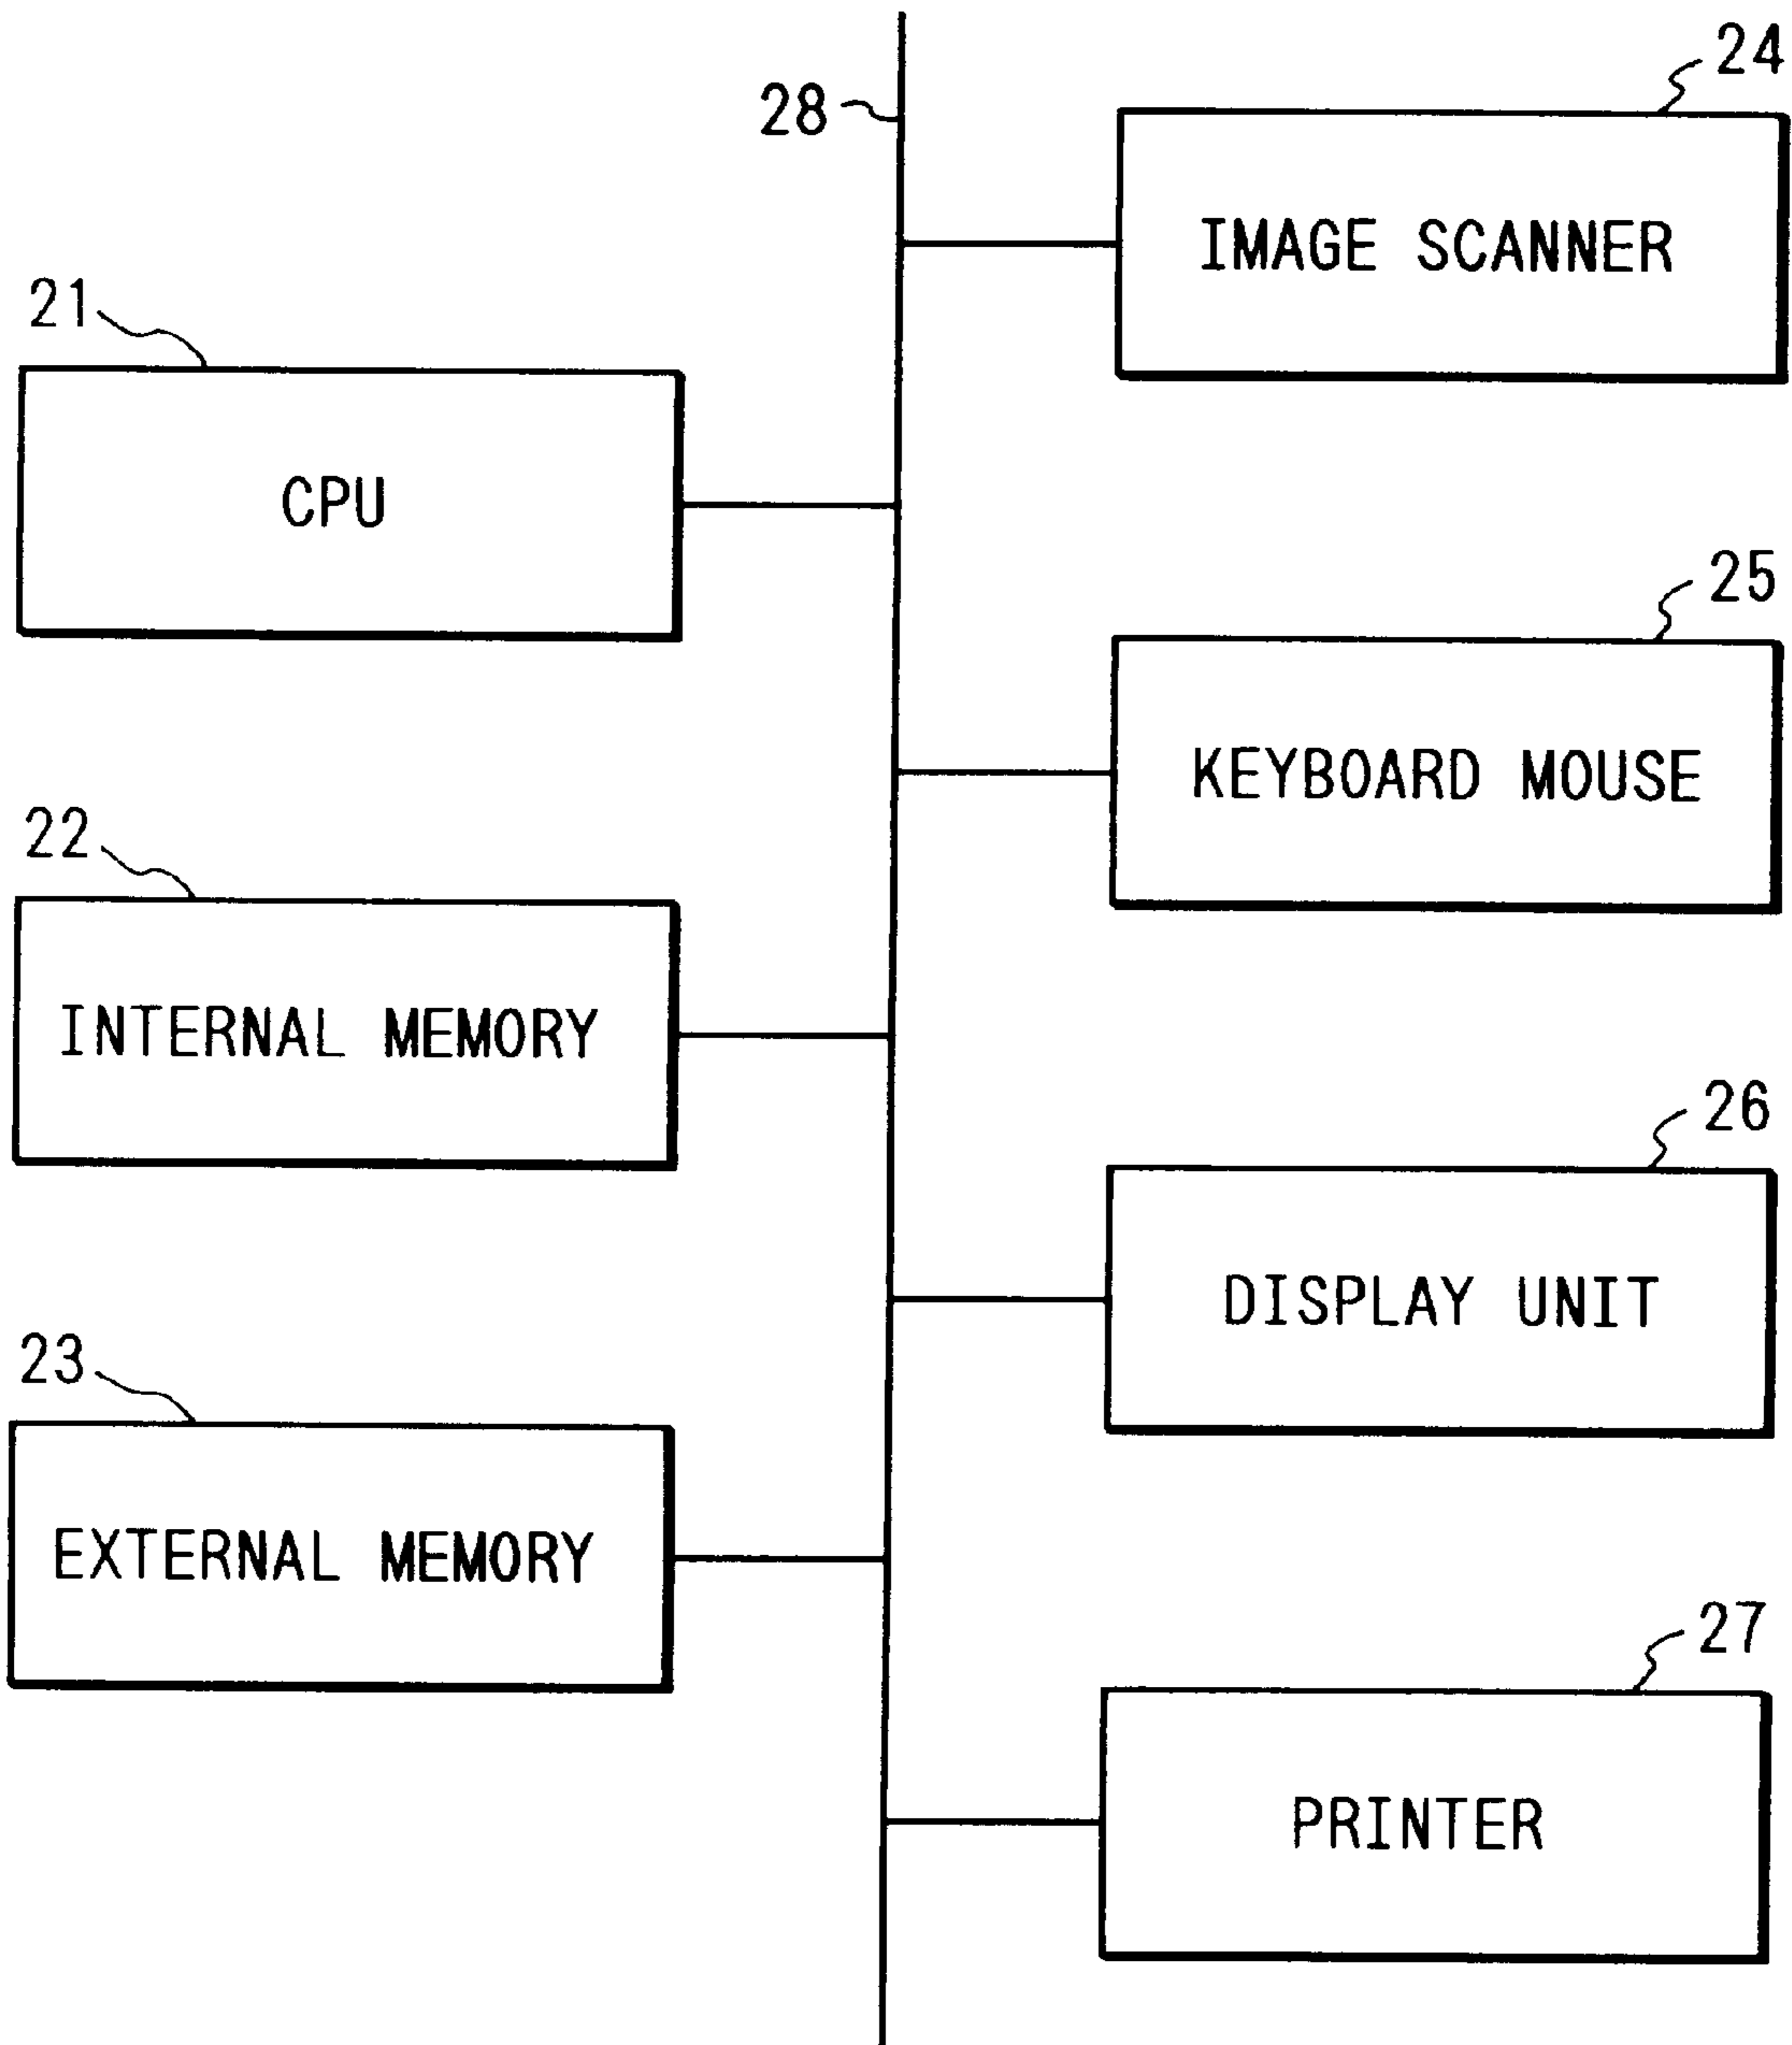 24
28
IMAGE SCANNER
21
CPU
25
KEYBOARD MOUSE
22
INTERNAL MEMORY
26
DISPLAY UNIT
23
EXTERNAL MEMORY
27
PRINTER